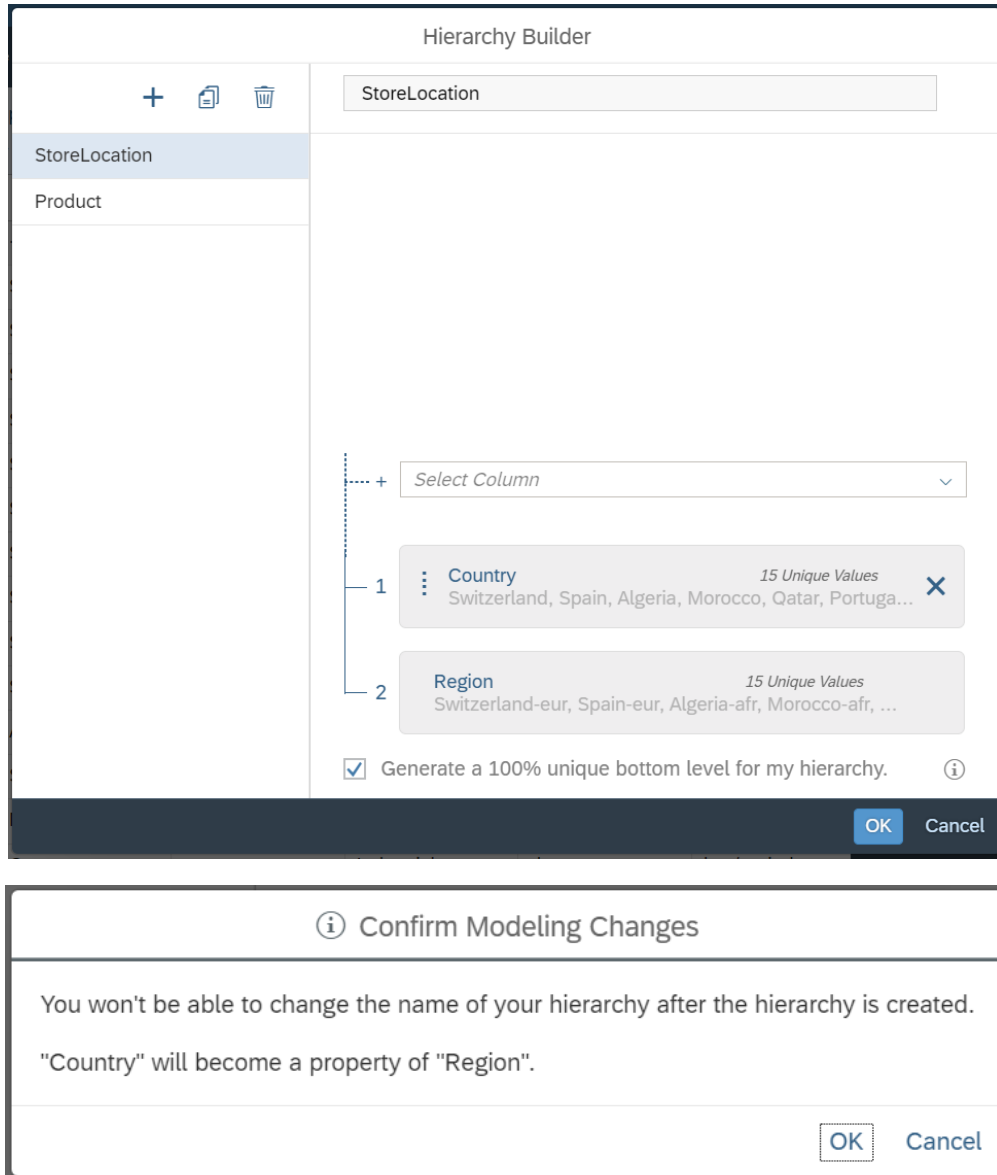 Hierarchy Builder
StoreLocation
StoreLocation
Product
+ Select Column
1 Country 15 Unique Values
Switzerland, Spain, Algeria, Morocco, Qatar, Portuga...
2 Region 15 Unique Values
Switzerland-eur, Spain-eur, Algeria-afr, Morocco-afr, ...
Generate a 100% unique bottom level for my hierarchy.
OK Cancel
Confirm Modeling Changes
You won't be able to change the name of your hierarchy after the hierarchy is created.
"Country" will become a property of "Region".
OK Cancel